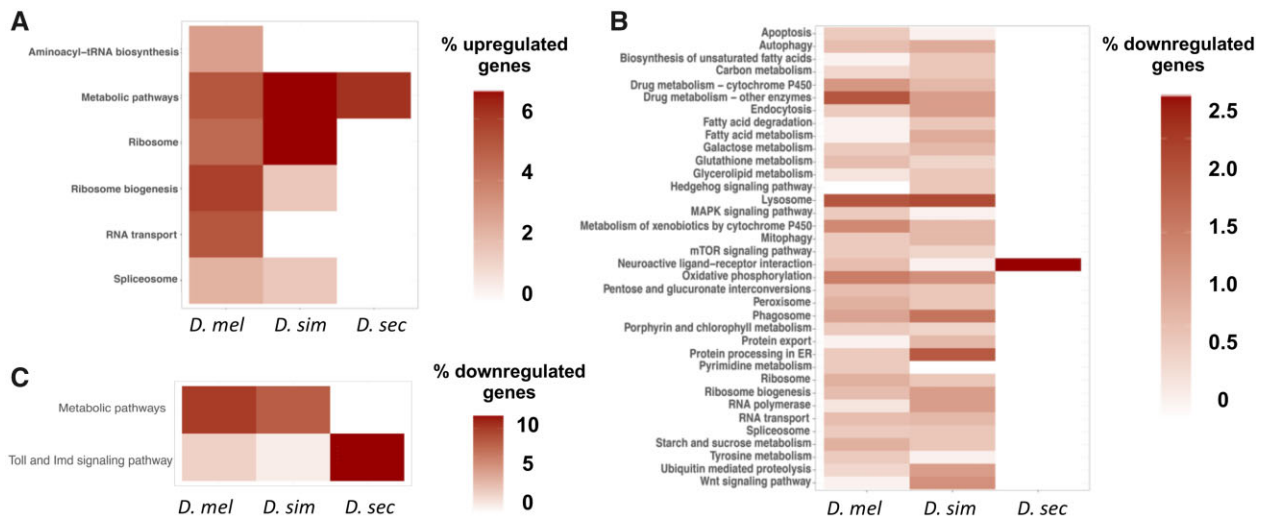 A
Aminoacyl–tRNA biosynthesis
Metabolic pathways
Ribosome
Ribosome biogenesis
RNA transport
Spliceosome
D. mel D. sim D. sec
% upregulated
genes
6
4
2
0
B
Apoptosis
Autophagy
Biosynthesis of unsaturated fatty acids
Carbon metabolism
Drug metabolism – cytochrome P450
Drug metabolism – other enzymes
Endocytosis
Fatty acid degradation
Fatty acid metabolism
Galactose metabolism
Glutathione metabolism
Glycerolipid metabolism
Hedgehog signaling pathway
Lysosome
MAPK signaling pathway
Metabolism of xenobiotics by cytochrome P450
Mitophagy
mTOR signaling pathway
Neuroactive ligand–receptor interaction
Oxidative phosphorylation
Pentose and glucuronate interconversions
Peroxisome
Phagosome
Porphyrin and chlorophyll metabolism
Protein export
Protein processing in ER
Pyrimidine metabolism
Ribosome
Ribosome biogenesis
RNA polymerase
RNA transport
Spliceosome
Starch and sucrose metabolism
Tyrosine metabolism
Ubiquitin mediated proteolysis
Wnt signaling pathway
D. mel D. sim D. sec
% downregulated
genes
2.5
2.0
1.5
1.0
0.5
0
C
Metabolic pathways
Toll and Imd signaling pathway
D. mel D. sim D. sec
% downregulated
genes
10
5
0